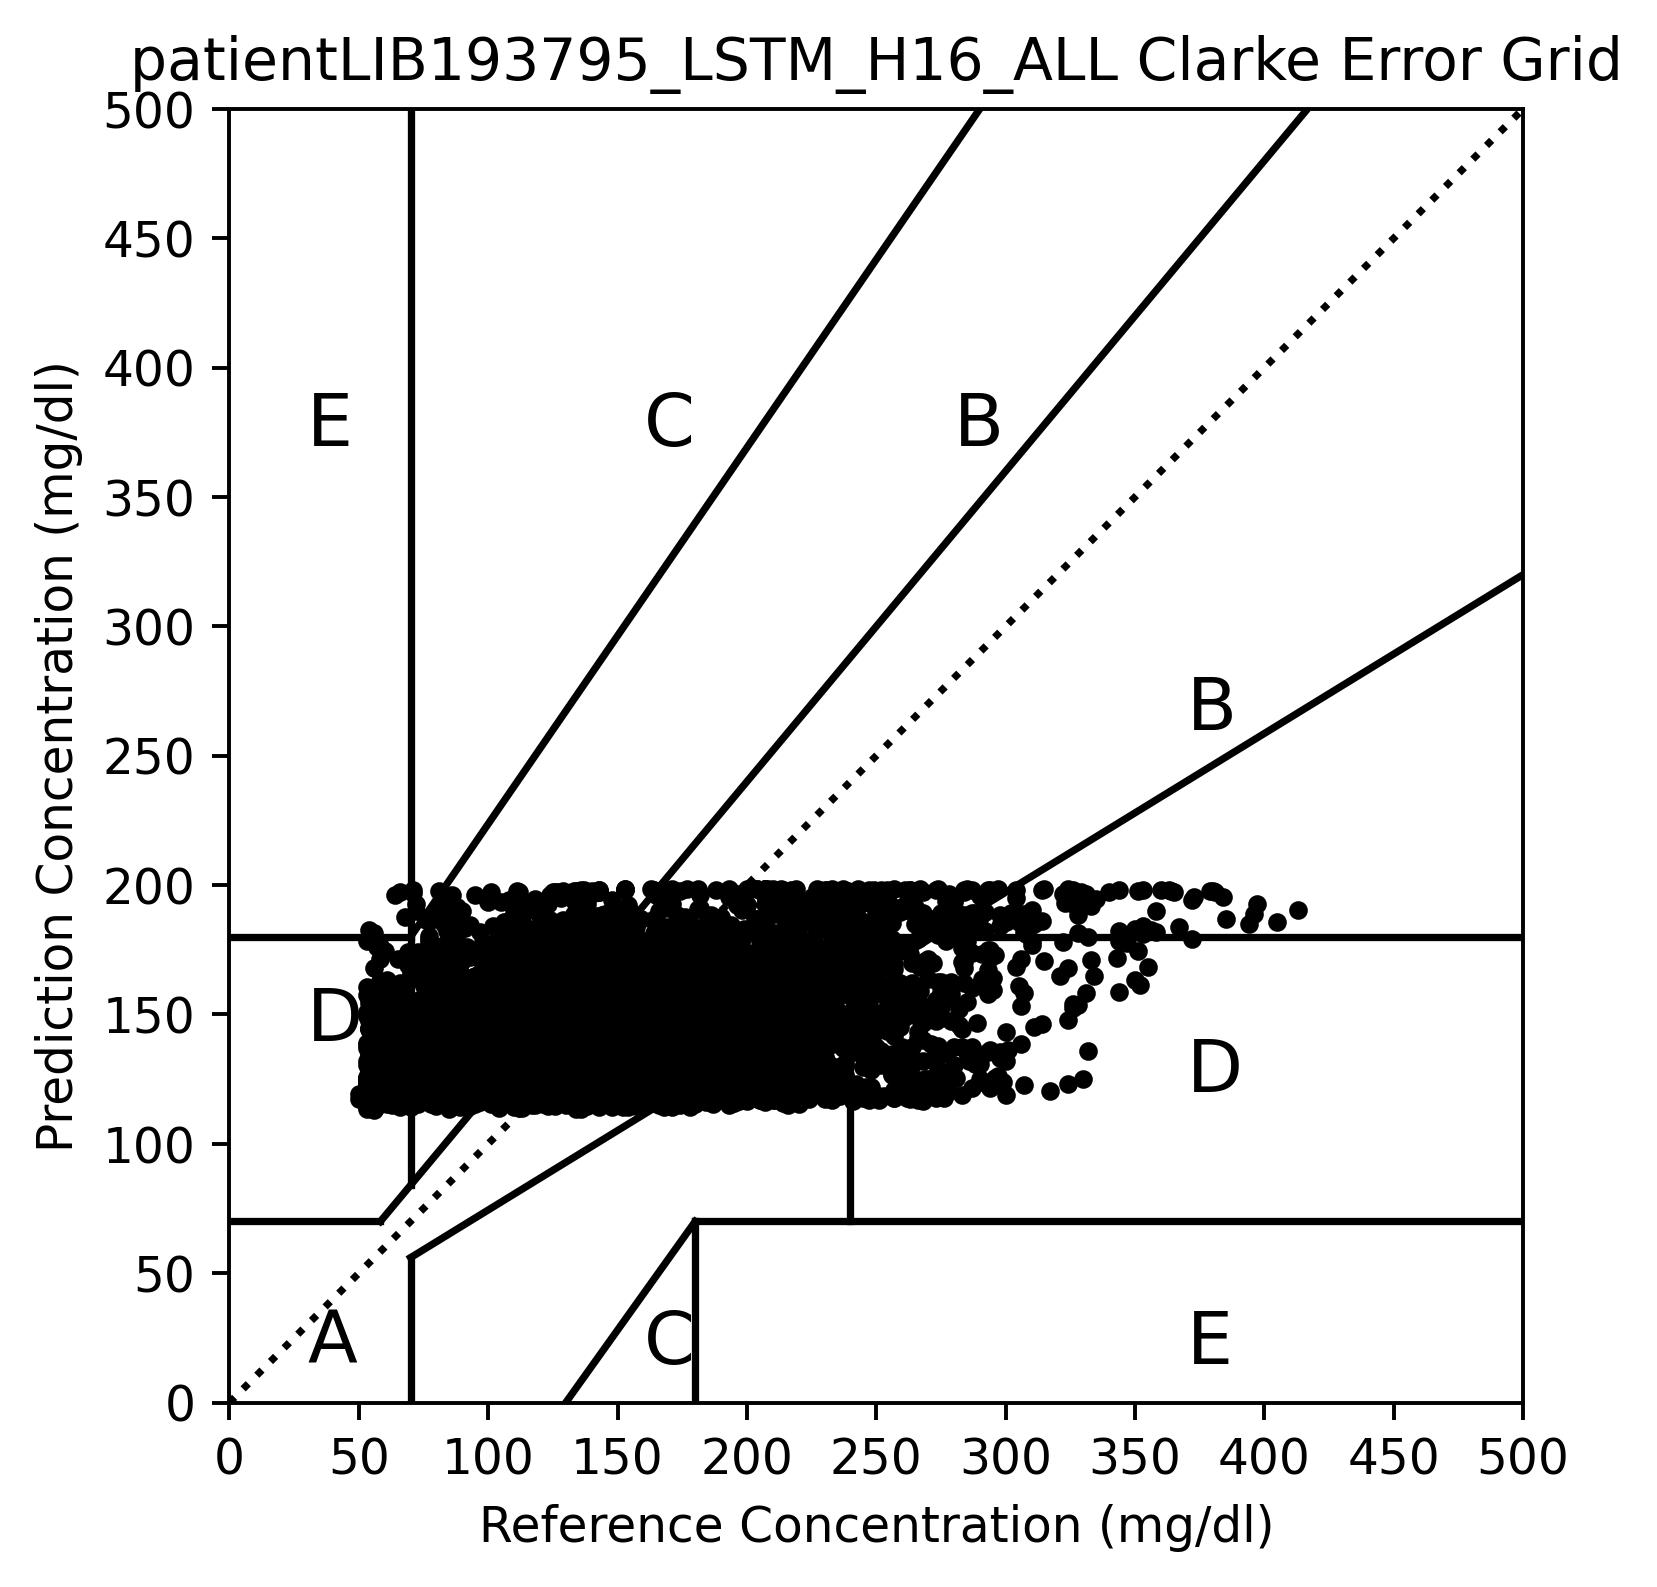 patientLIB193795_LSTM_H16_ALL Clarke Error Grid
500
450
400
350
300
250
200
150
100
50
0
Prediction Concentration (mg/dl)
E
C
B
B
D
D
A
C
E
0 50 100 150 200 250 300 350 400 450 500
Reference Concentration (mg/dl)